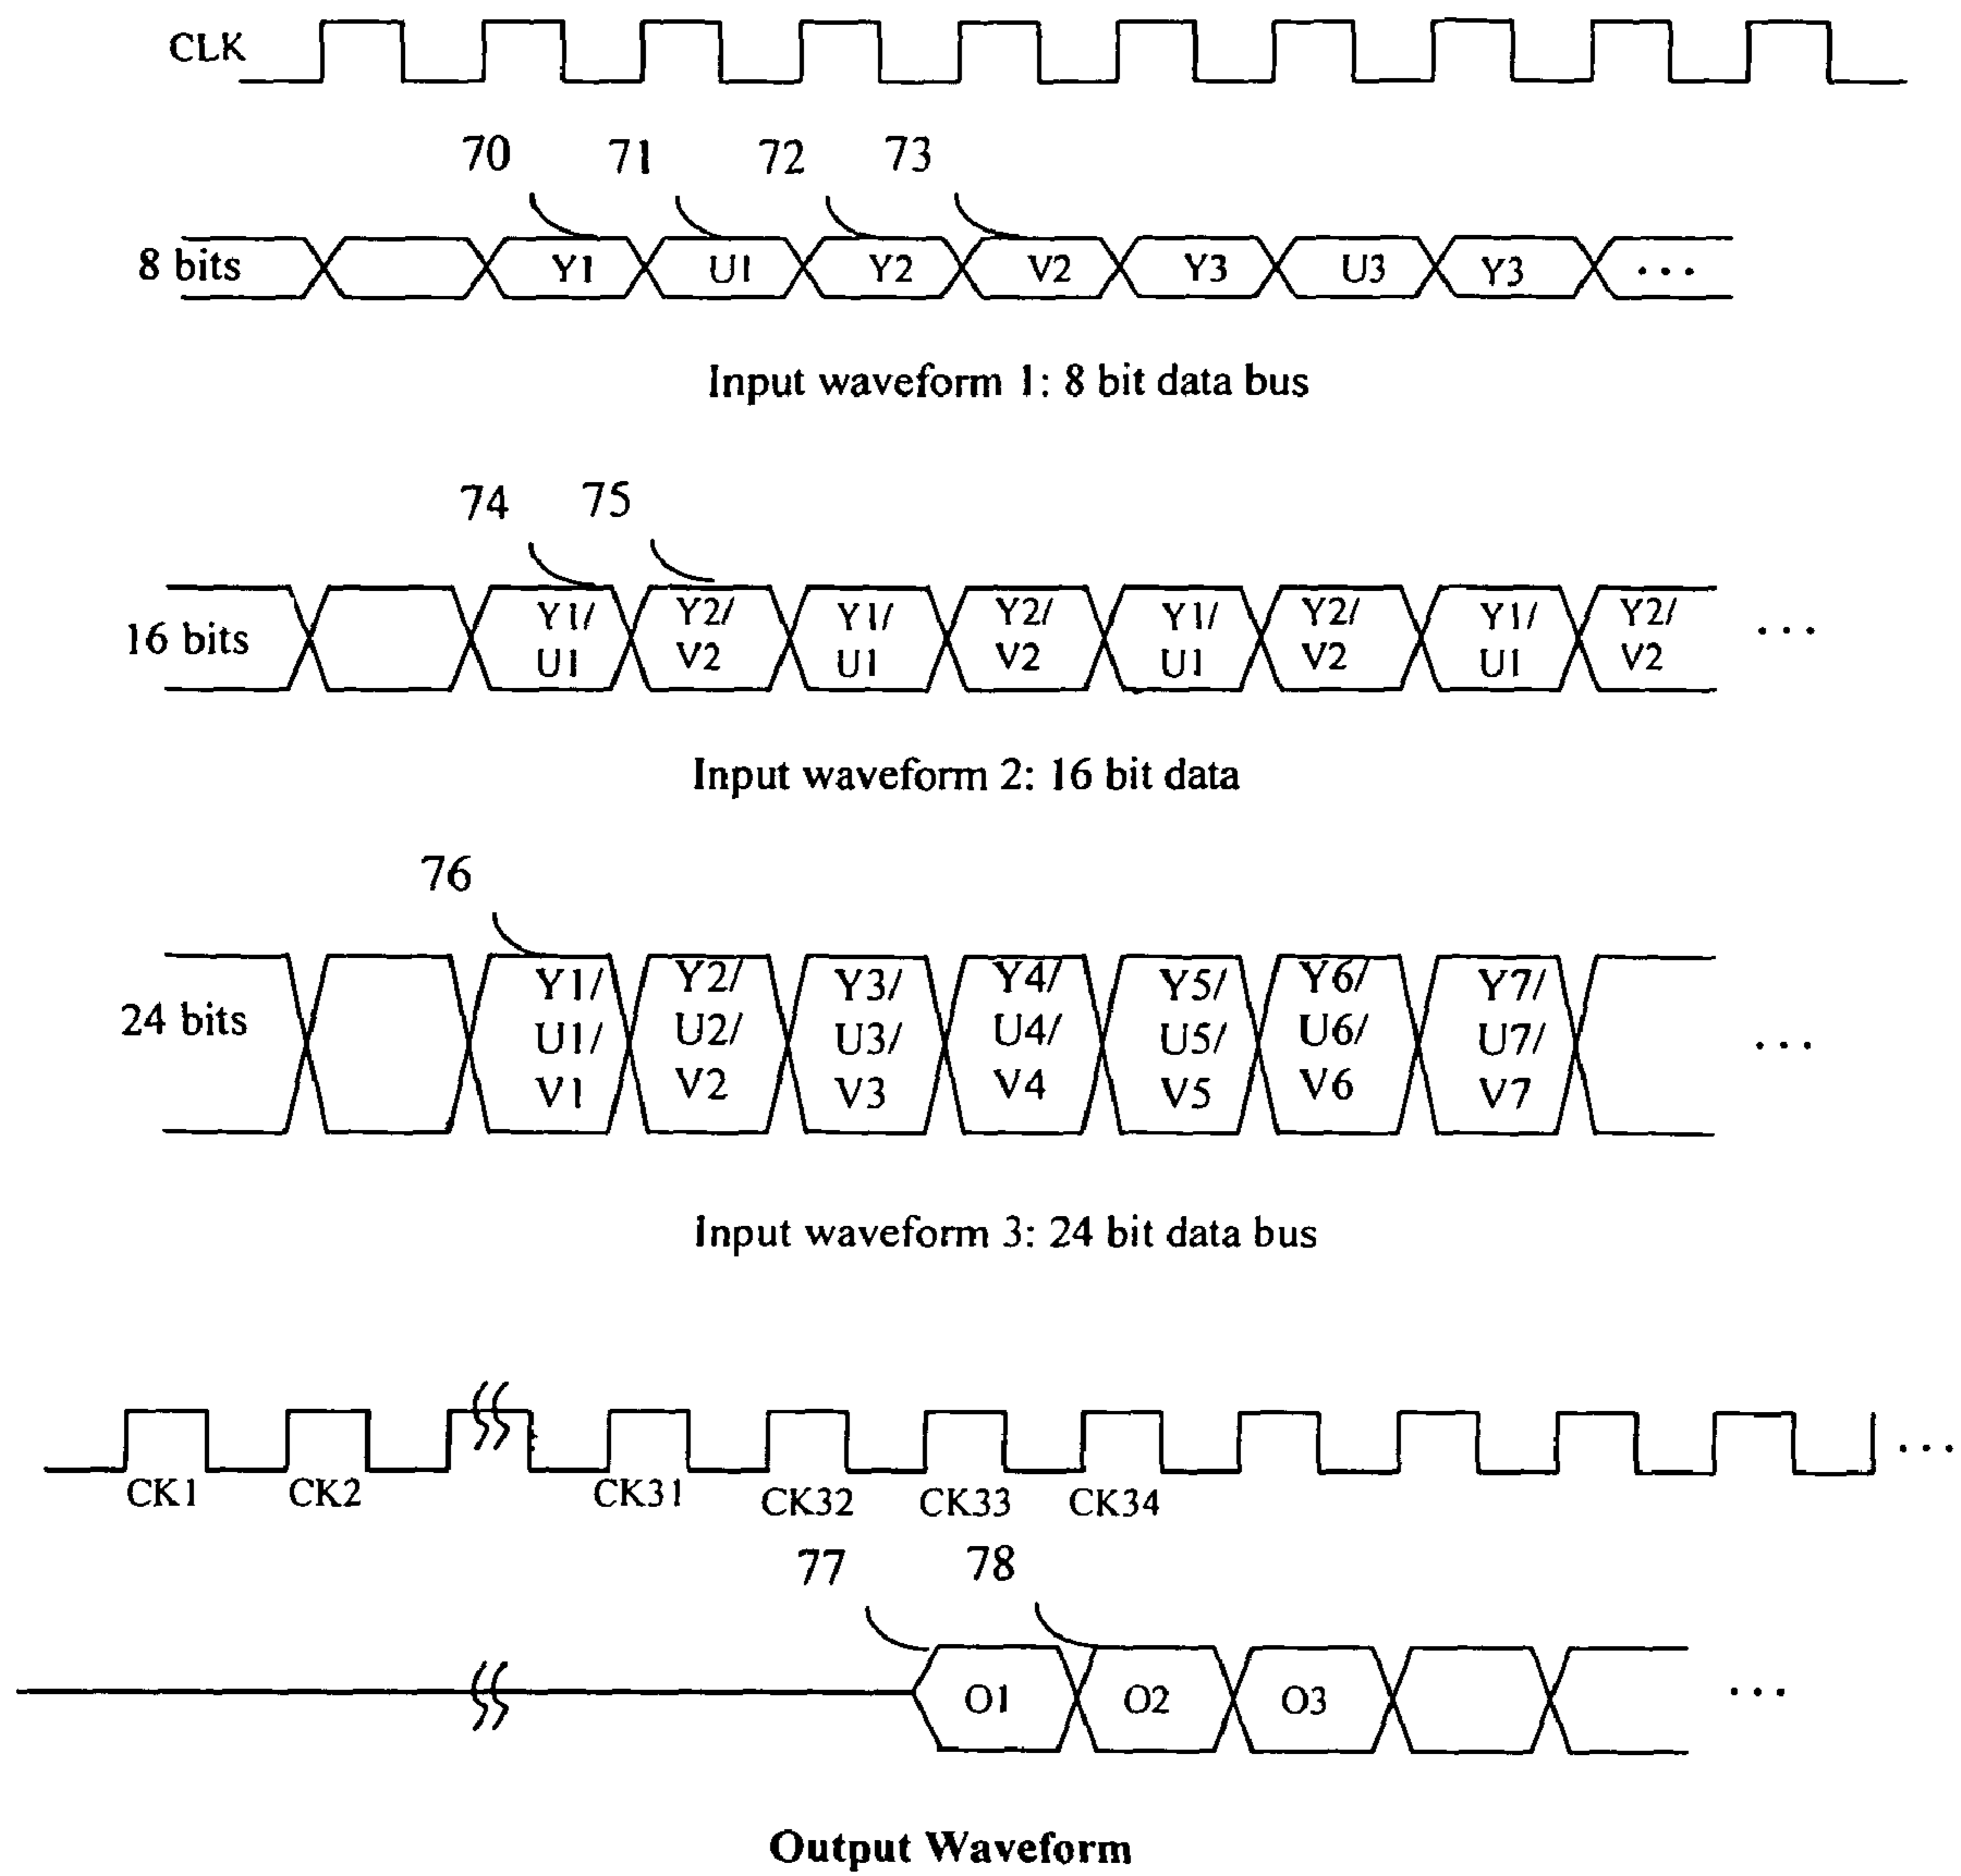 CLK
70 71 72 73
8 bits Y1 U1 Y2 V2 Y3 U3 Y3 ...
Input waveform 1: 8 bit data bus
74 75
Y1/ Y2/ Y1/ Y2/ Y1/ Y2/ Y1/ Y2/
16 bits ...
U1 V2 U1 V2 U1 V2 U1 V2
Input waveform 2: 16 bit data
76
Y1/ Y2/ Y3/ Y4/ Y5/ Y6/ Y7/
24 bits U1/ U2/ U3/ U4/ U5/ U6/ U7/ ...
V1 V2 V3 V4 V5 V6 V7
Input waveform 3: 24 bit data bus
...
CK1 CK2 CK31 CK32 CK33 CK34
77 78
O1 O2 O3 ...
Output Waveform